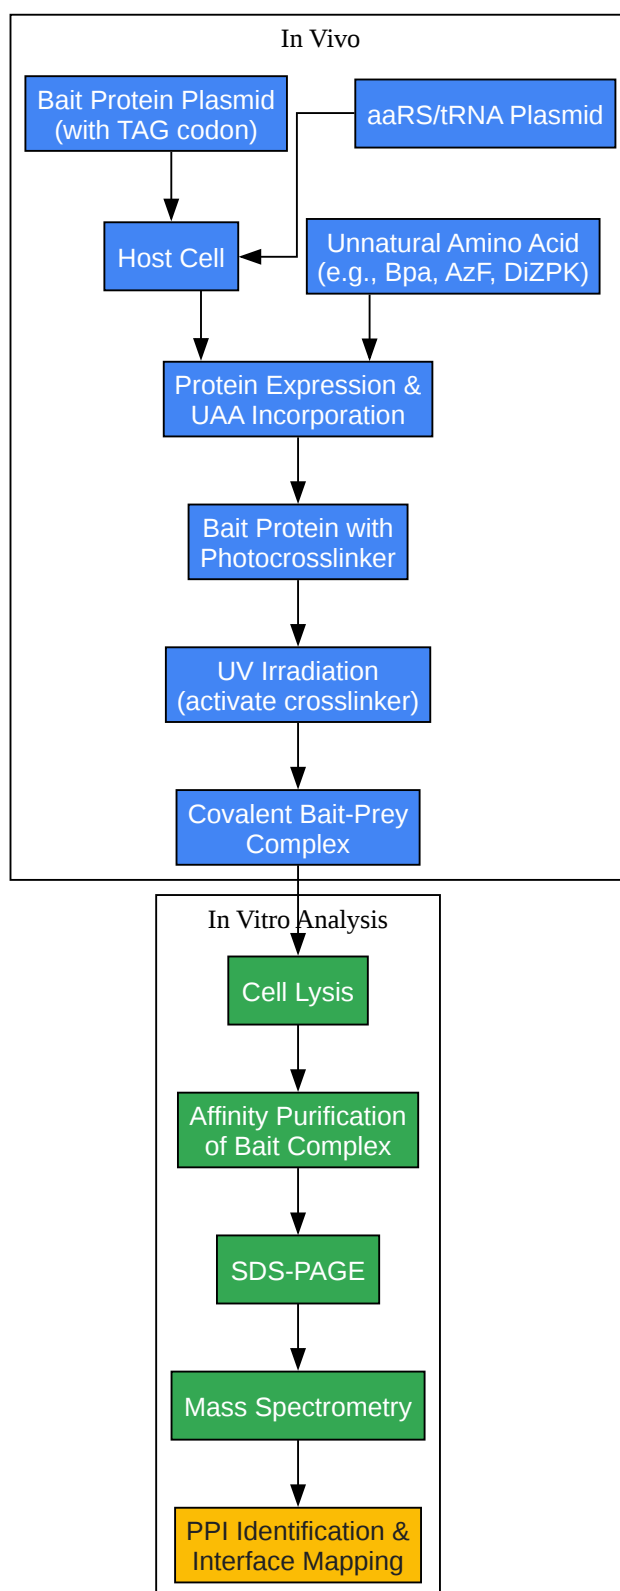 In Vivo
Bait Protein Plasmid
(with TAG codon)
aaRS/tRNA Plasmid
Host Cell
Unnatural Amino Acid
(e.g., Bpa, AzF, DiZPK)
Protein Expression &
UAA Incorporation
Bait Protein with
Photocrosslinker
UV Irradiation
(activate crosslinker)
Covalent Bait-Prey
Complex
In Vitro Analysis
Cell Lysis
Affinity Purification
of Bait Complex
SDS-PAGE
Mass Spectrometry
PPI Identification &
Interface Mapping